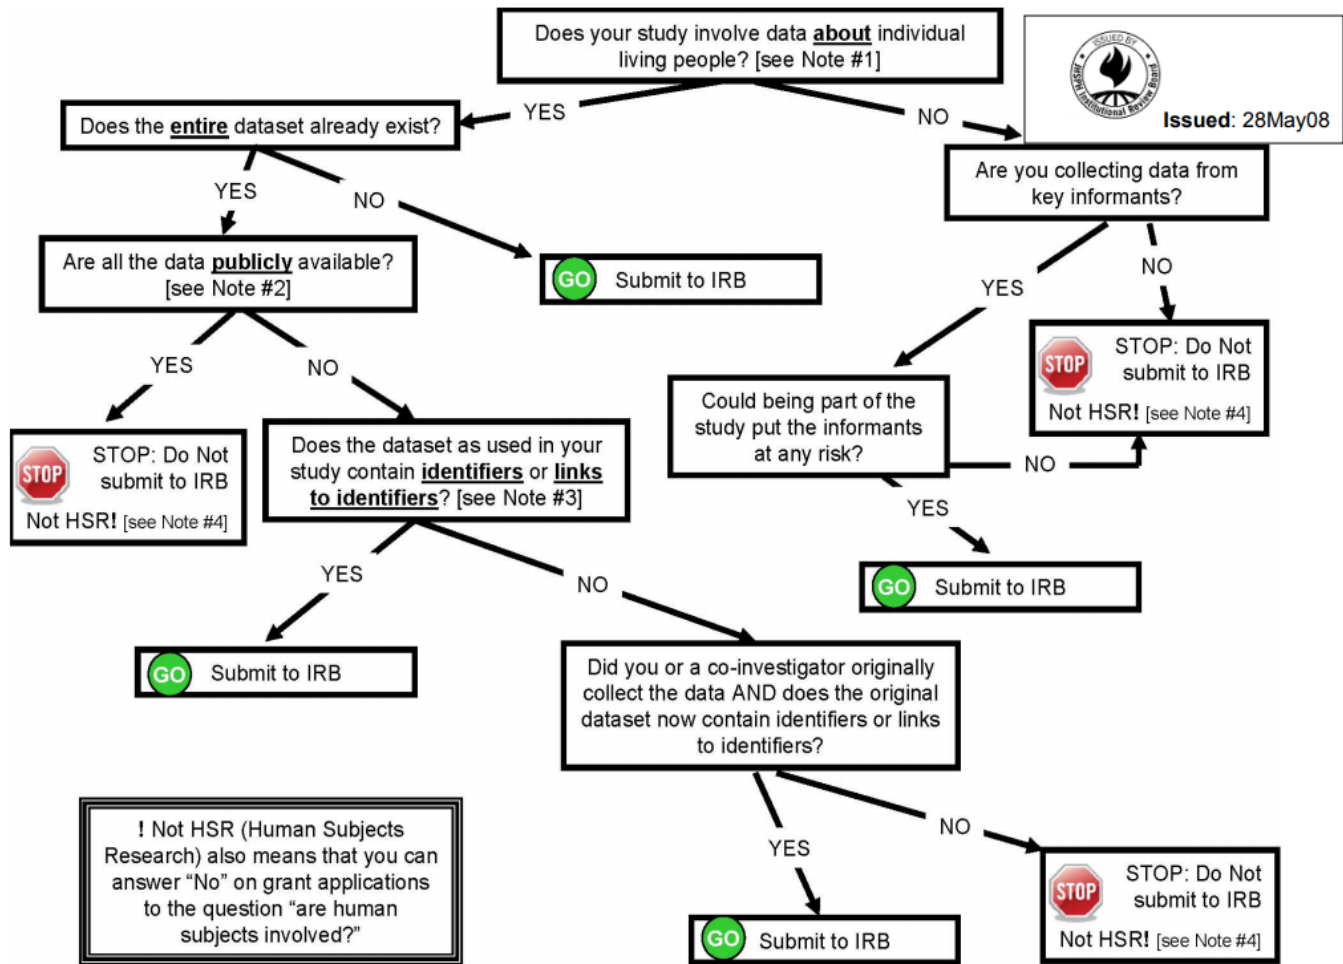 Does your study involve data about individual
living people? [see Note #1]
ISSUED BY
JHSPH Institutional Review Board
Issued: 28May08
YES
NO
Does the entire dataset already exist?
Are you collecting data from
key informants?
YES
NO
Are all the data publicly available?
[see Note #2]
GO Submit to IRB
YES
NO
YES
NO
STOP
STOP: Do Not
submit to IRB
Not HSR! [see Note #4]
Could being part of the
study put the informants
at any risk?
NO
STOP
STOP: Do Not
submit to IRB
Not HSR! [see Note #4]
Does the dataset as used in your
study contain identifiers or links
to identifiers? [see Note #3]
YES
GO Submit to IRB
YES
NO
GO Submit to IRB
Did you or a co-investigator originally
collect the data AND does the original
dataset now contain identifiers or links
to identifiers?
YES
NO
! Not HSR (Human Subjects
Research) also means that you can
answer “No” on grant applications
to the question “are human
subjects involved?”
GO Submit to IRB
STOP
STOP: Do Not
submit to IRB
Not HSR! [see Note #4]